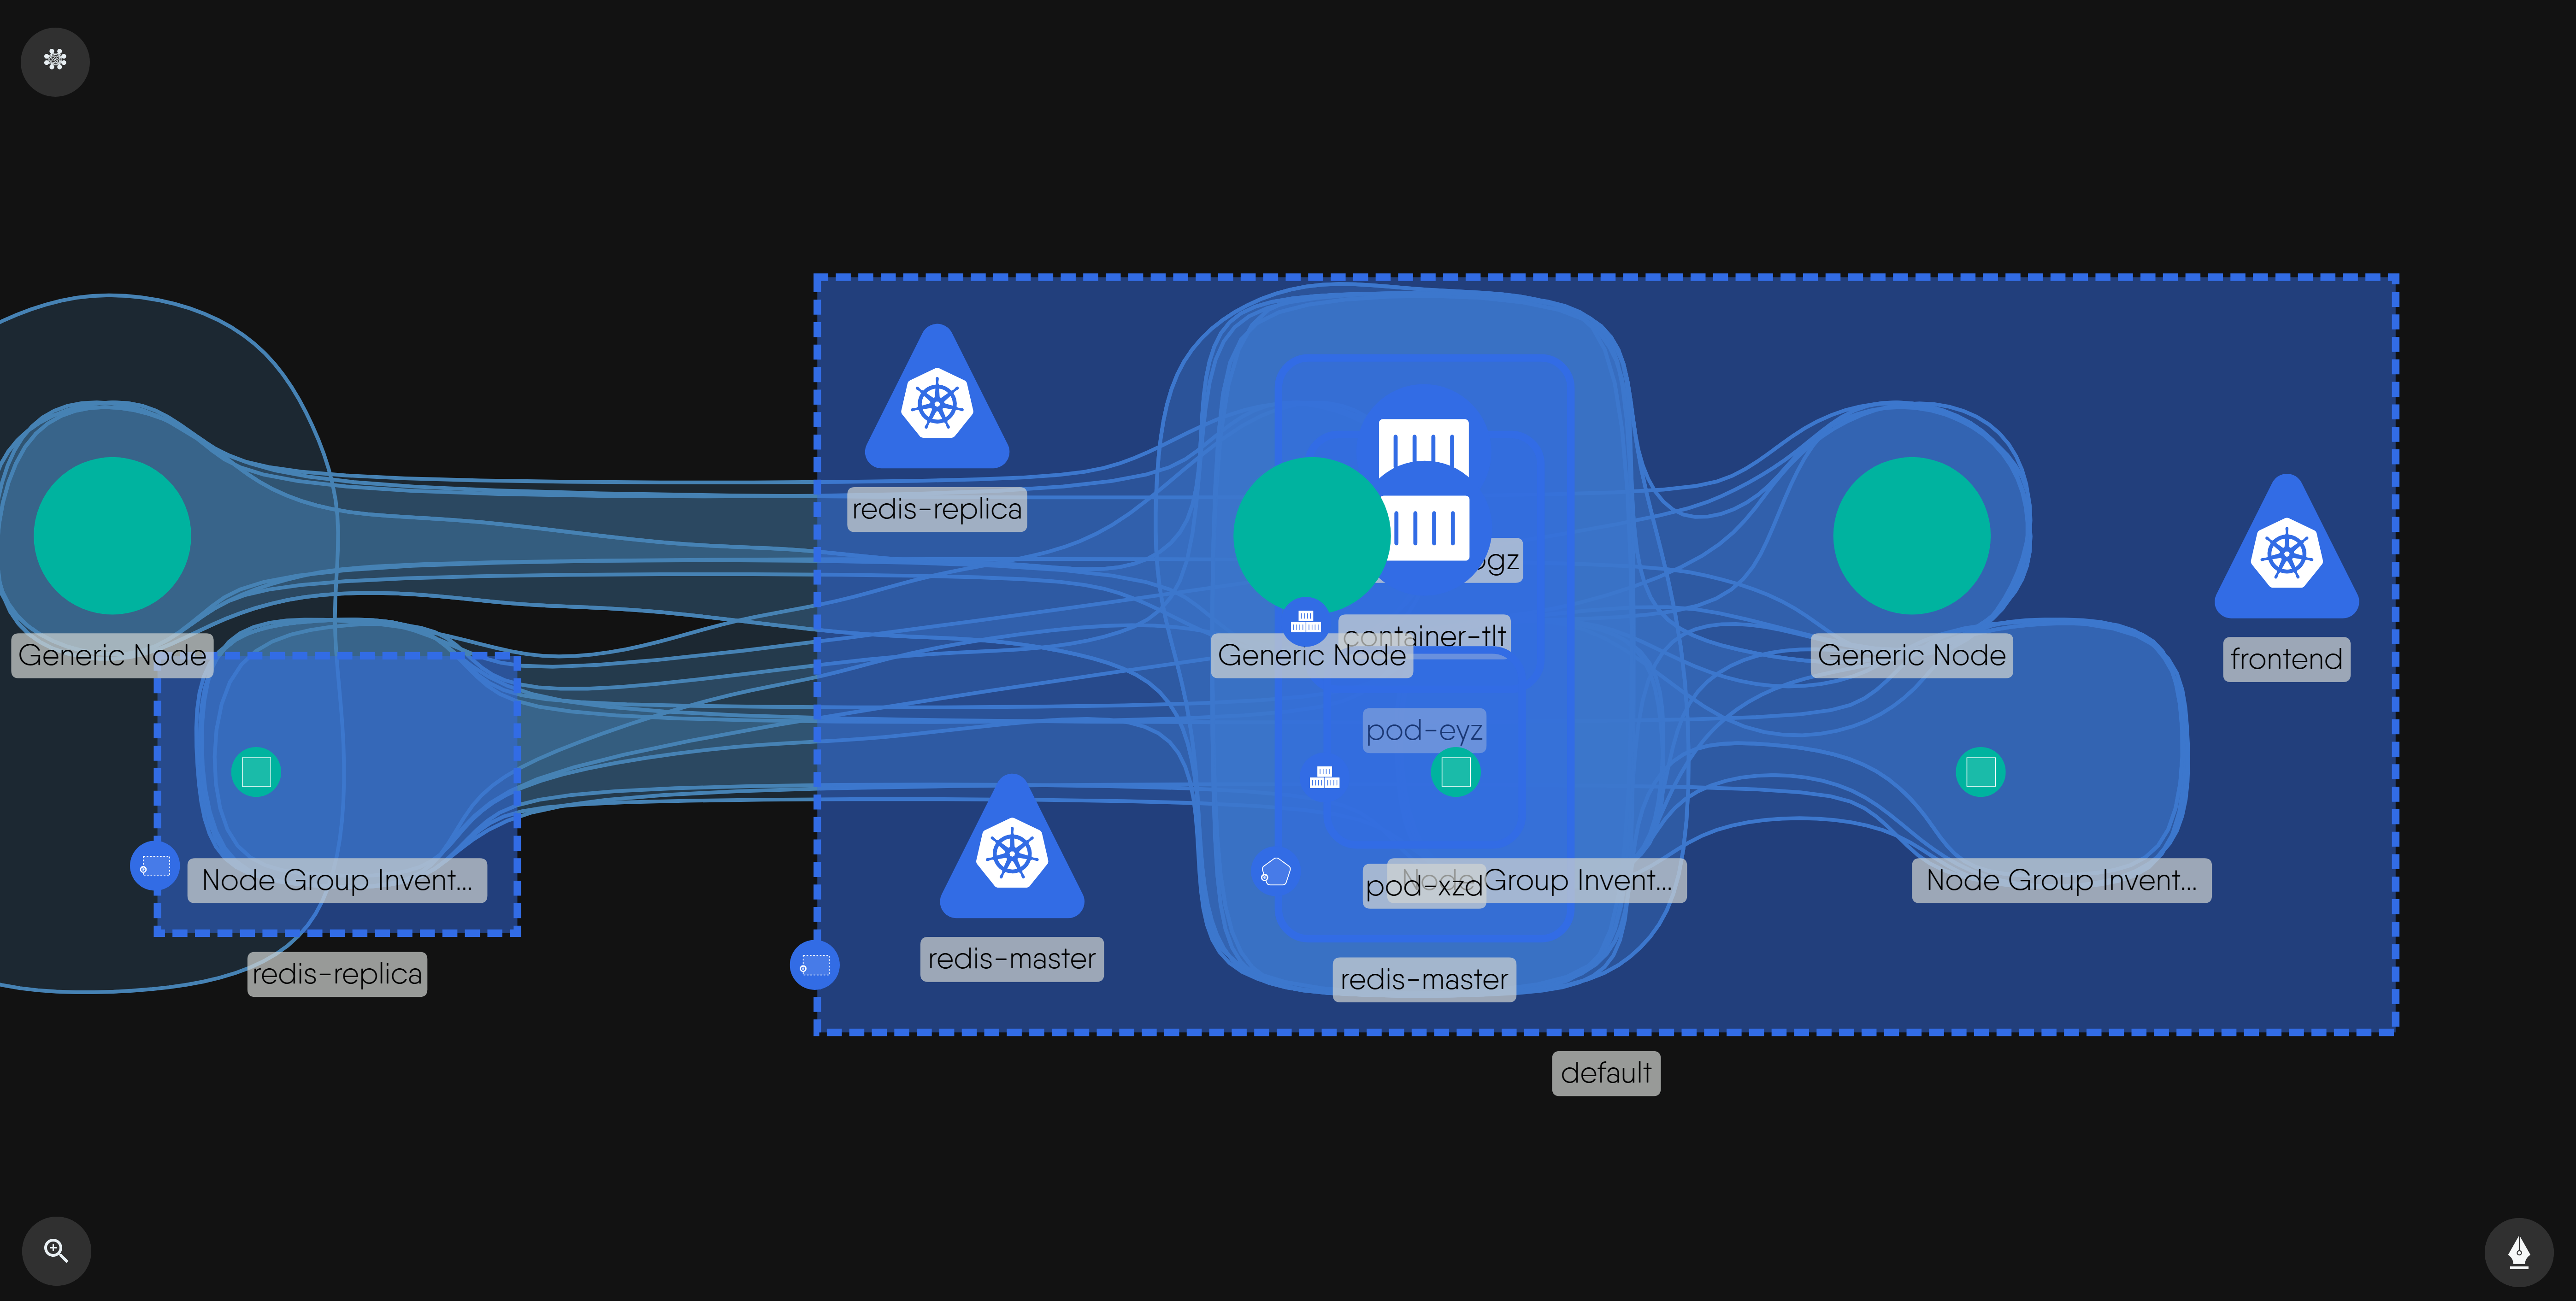 redis-replica
container-tlt
Generic Node
Generic Node
Generic Node
frontend
pod-eyz
Node Group Invent...
pod-xzd
Group Invent...
Node Group Invent...
redis-master
redis-replica
redis-master
default